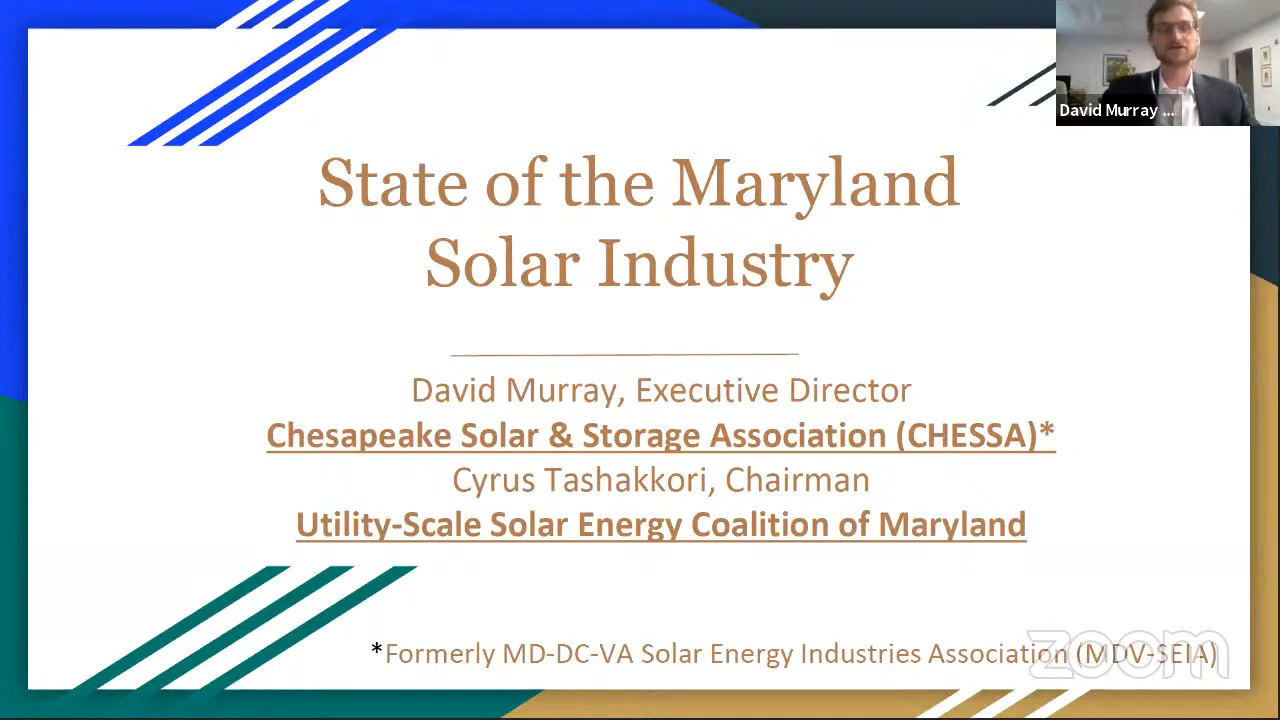 David Murray ...
State of the Maryland
Solar Industry
David Murray, Executive Director
Chesapeake Solar & Storage Association (CHESSA)*
Cyrus Tashakkori, Chairman
Utility-Scale Solar Energy Coalition of Maryland
*Formerly MD-DC-VA Solar Energy Industries Association (MDV-SEIA)
zoom